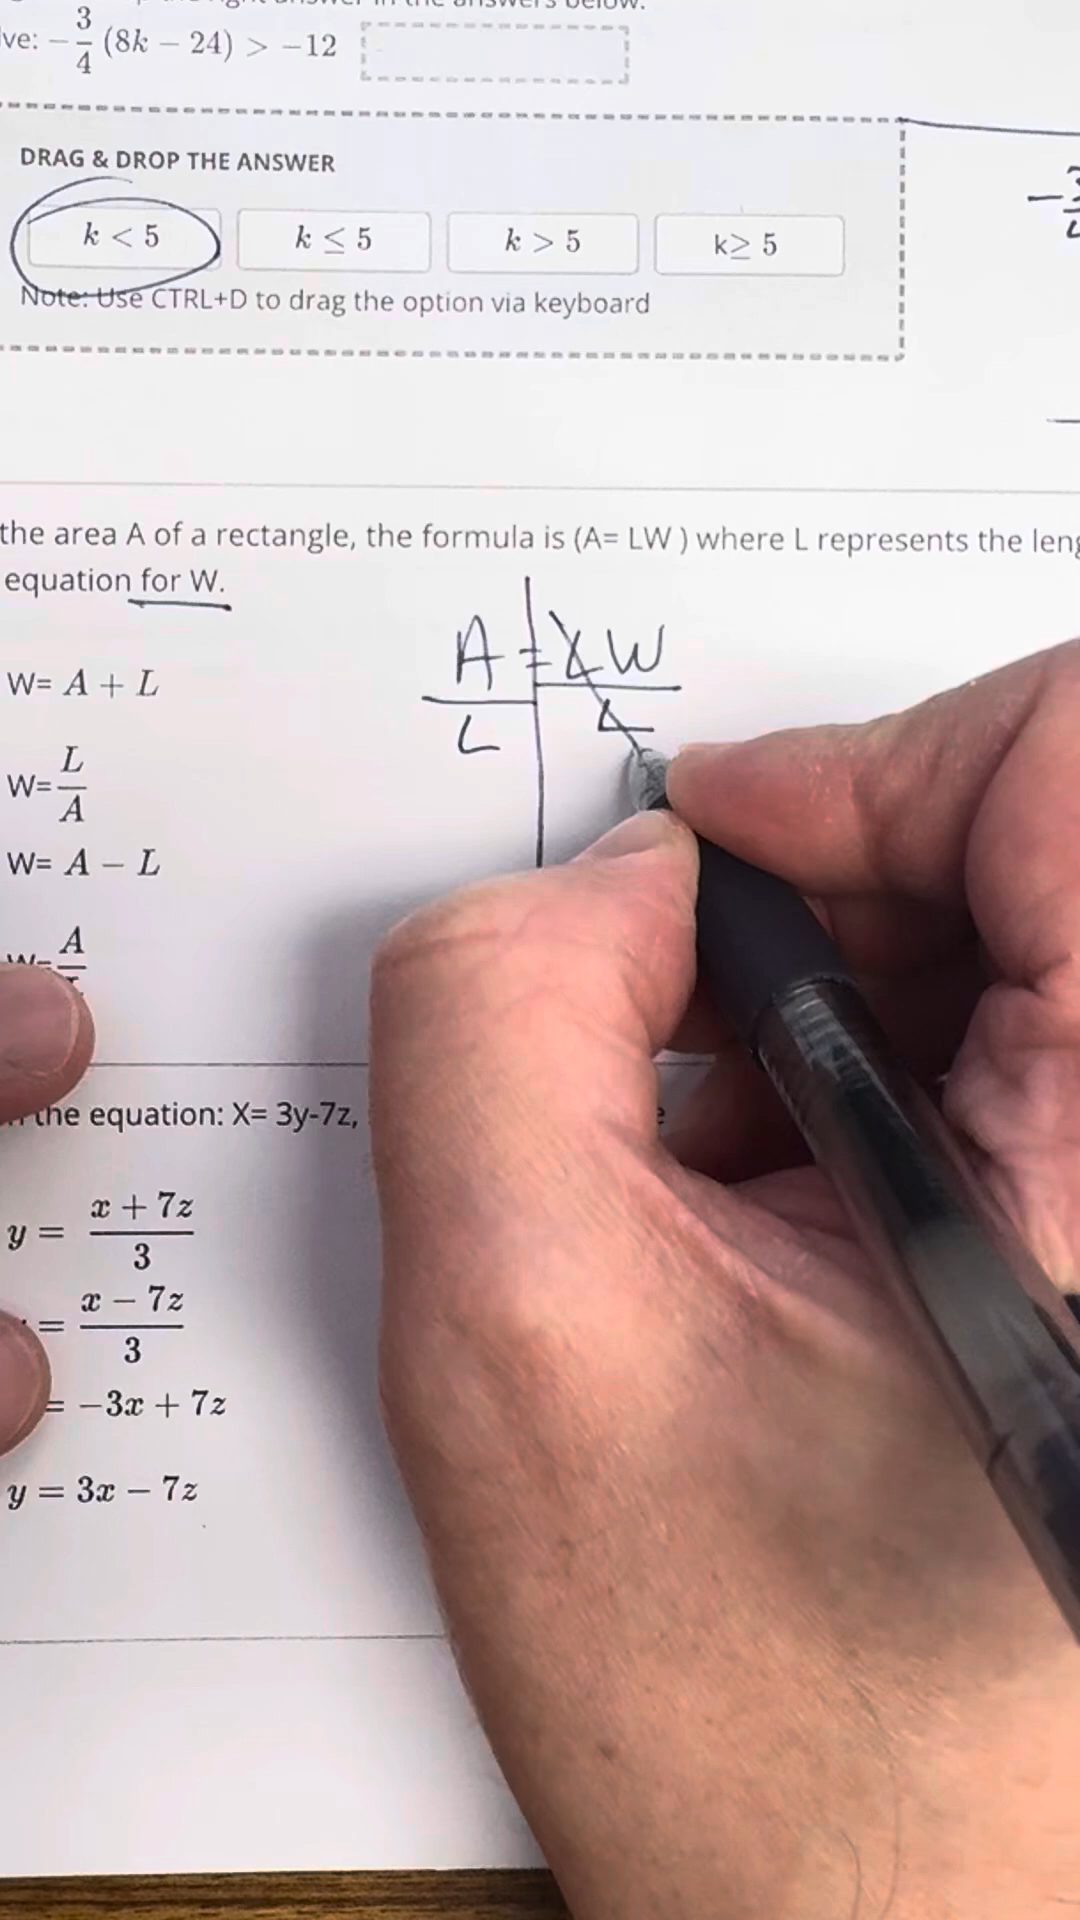 ve: -3/4 (8k - 24) > -12
DRAG & DROP THE ANSWER
k < 5 k ≤ 5 k > 5 k≥ 5
Note: Use CTRL+D to drag the option via keyboard
the area A of a rectangle, the formula is (A= LW ) where L represents the leng
equation for W.
A = LW
L L
W= A + L
W= L/A
W= A - L
W= A
the equation: X= 3y-7z,
y = (x + 7z)/3
= (x - 7z)/3
= -3x + 7z
y = 3x - 7z